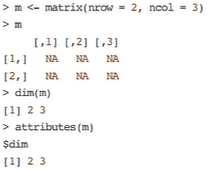 > m <- matrix(nrow = 2, ncol = 3)
> m
[,1] [,2] [,3]
[1,] NA NA NA
[2,] NA NA NA
> dim(m)
[1] 2 3
> attributes(m)
$dim
[1] 2 3